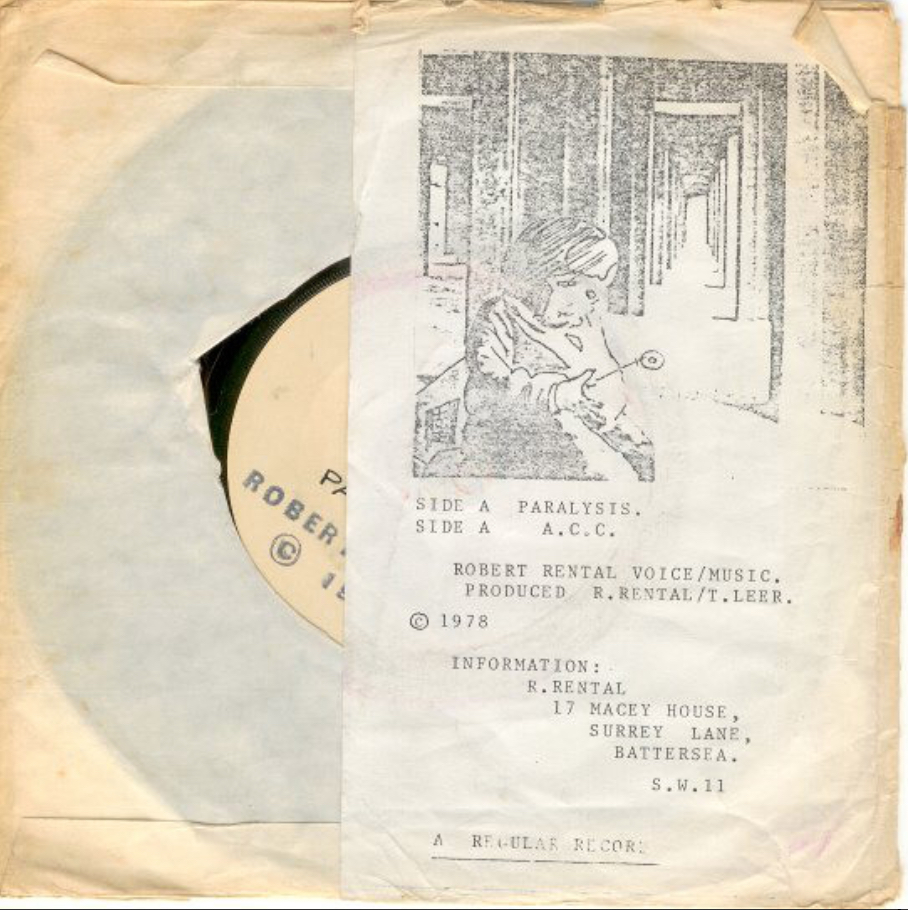 PA
ROBER
© 19
SIDE A PARALYSIS.
SIDE A A.C.C.
ROBERT RENTAL VOICE/MUSIC.
PRODUCED R.RENTAL/T.LEER.
© 1978
INFORMATION:
R.RENTAL
17 MACEY HOUSE,
SURREY LANE,
BATTERSEA.
S.W.11
A REGULAR RECORD